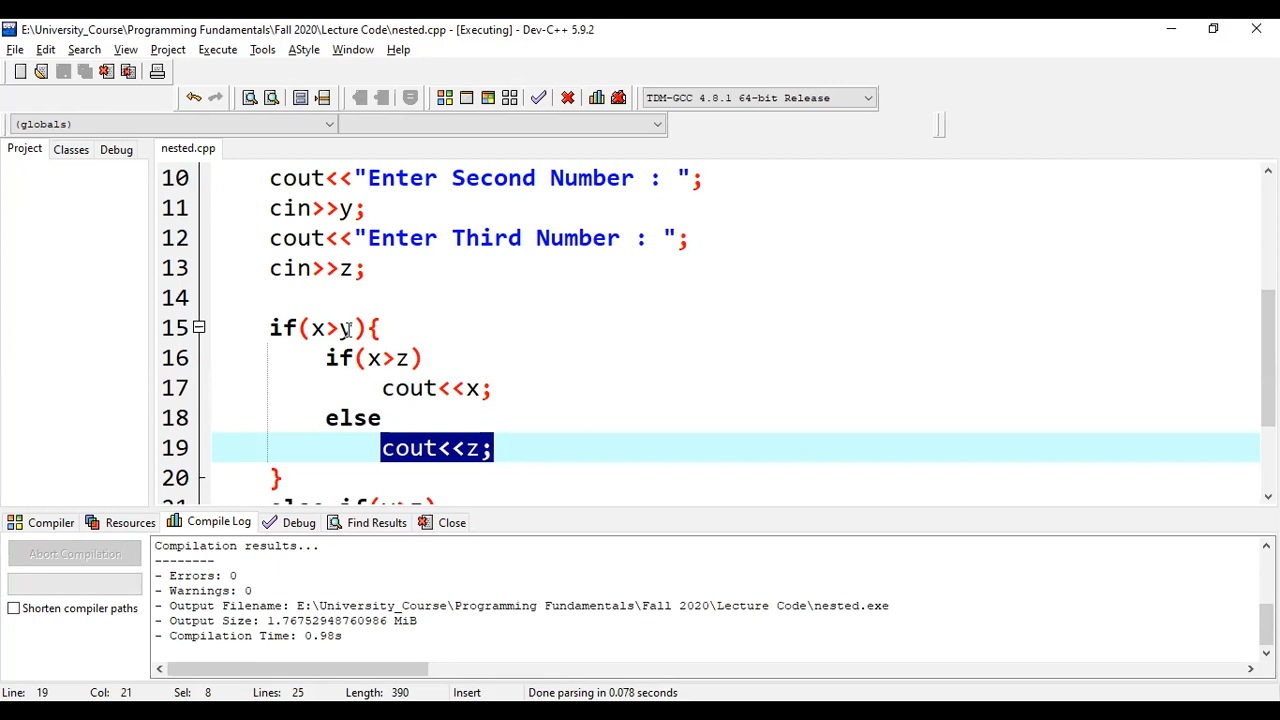 E:\University_Course\Programming Fundamentals\Fall 2020\Lecture Code\nested.cpp - [Executing] - Dev-C++ 5.9.2
File Edit Search View Project Execute Tools AStyle Window Help
TDM-GCC 4.8.1 64-bit Release
(globals)
Project Classes Debug nested.cpp
10 cout<<"Enter Second Number : ";
11 cin>>y;
12 cout<<"Enter Third Number : ";
13 cin>>z;
14
15 if(x>y){
16 if(x>z)
17 cout<<x;
18 else
19 cout<<z;
20 }
21 else if(y>z)
Compiler Resources Compile Log Debug Find Results Close
Abort Compilation
Shorten compiler paths
Compilation results...
--------
- Errors: 0
- Warnings: 0
- Output Filename: E:\University_Course\Programming Fundamentals\Fall 2020\Lecture Code\nested.exe
- Output Size: 1.76752948760986 MiB
- Compilation Time: 0.98s
Line: 19 Col: 21 Sel: 8 Lines: 25 Length: 390 Insert Done parsing in 0.078 seconds